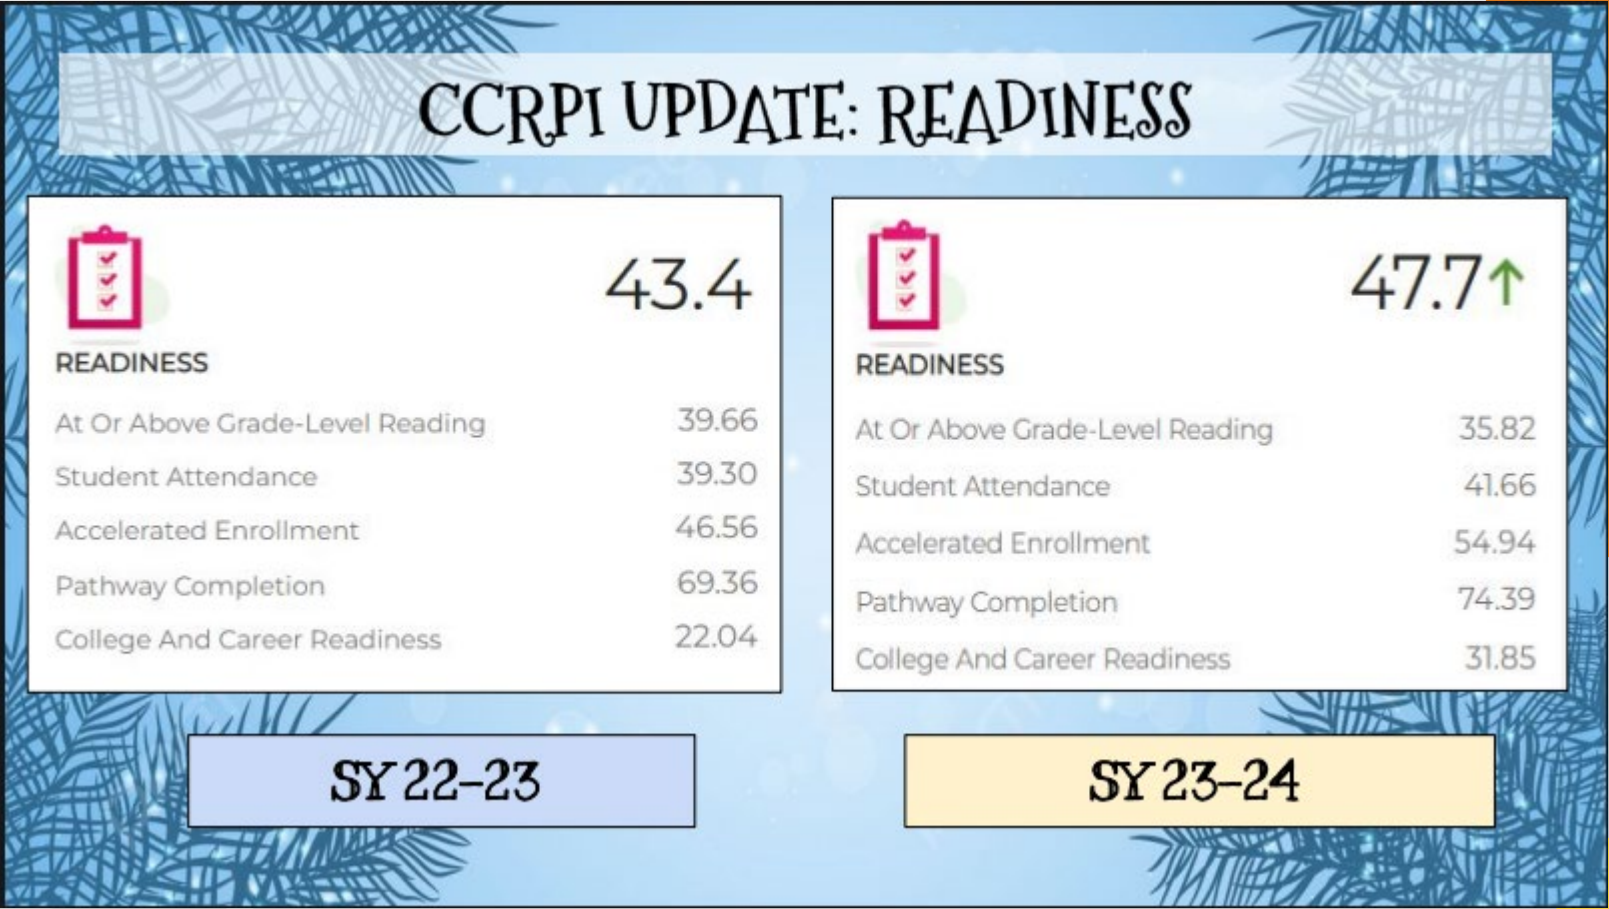 CCRPI UPDATE: READINESS
43.4
READINESS
At Or Above Grade-Level Reading 39.66
Student Attendance 39.30
Accelerated Enrollment 46.56
Pathway Completion 69.36
College And Career Readiness 22.04
SY 22-23
47.7↑
READINESS
At Or Above Grade-Level Reading 35.82
Student Attendance 41.66
Accelerated Enrollment 54.94
Pathway Completion 74.39
College And Career Readiness 31.85
SY 23-24